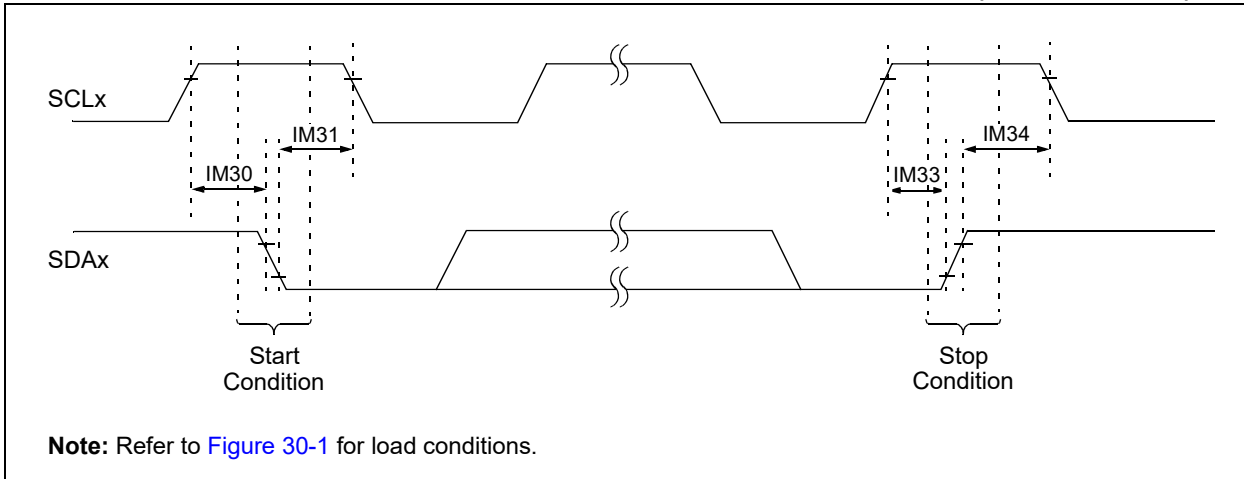 SCLx
IM31
IM34
IM30
IM33
SDAx
Start
Condition
Stop
Condition
Note: Refer to Figure 30-1 for load conditions.